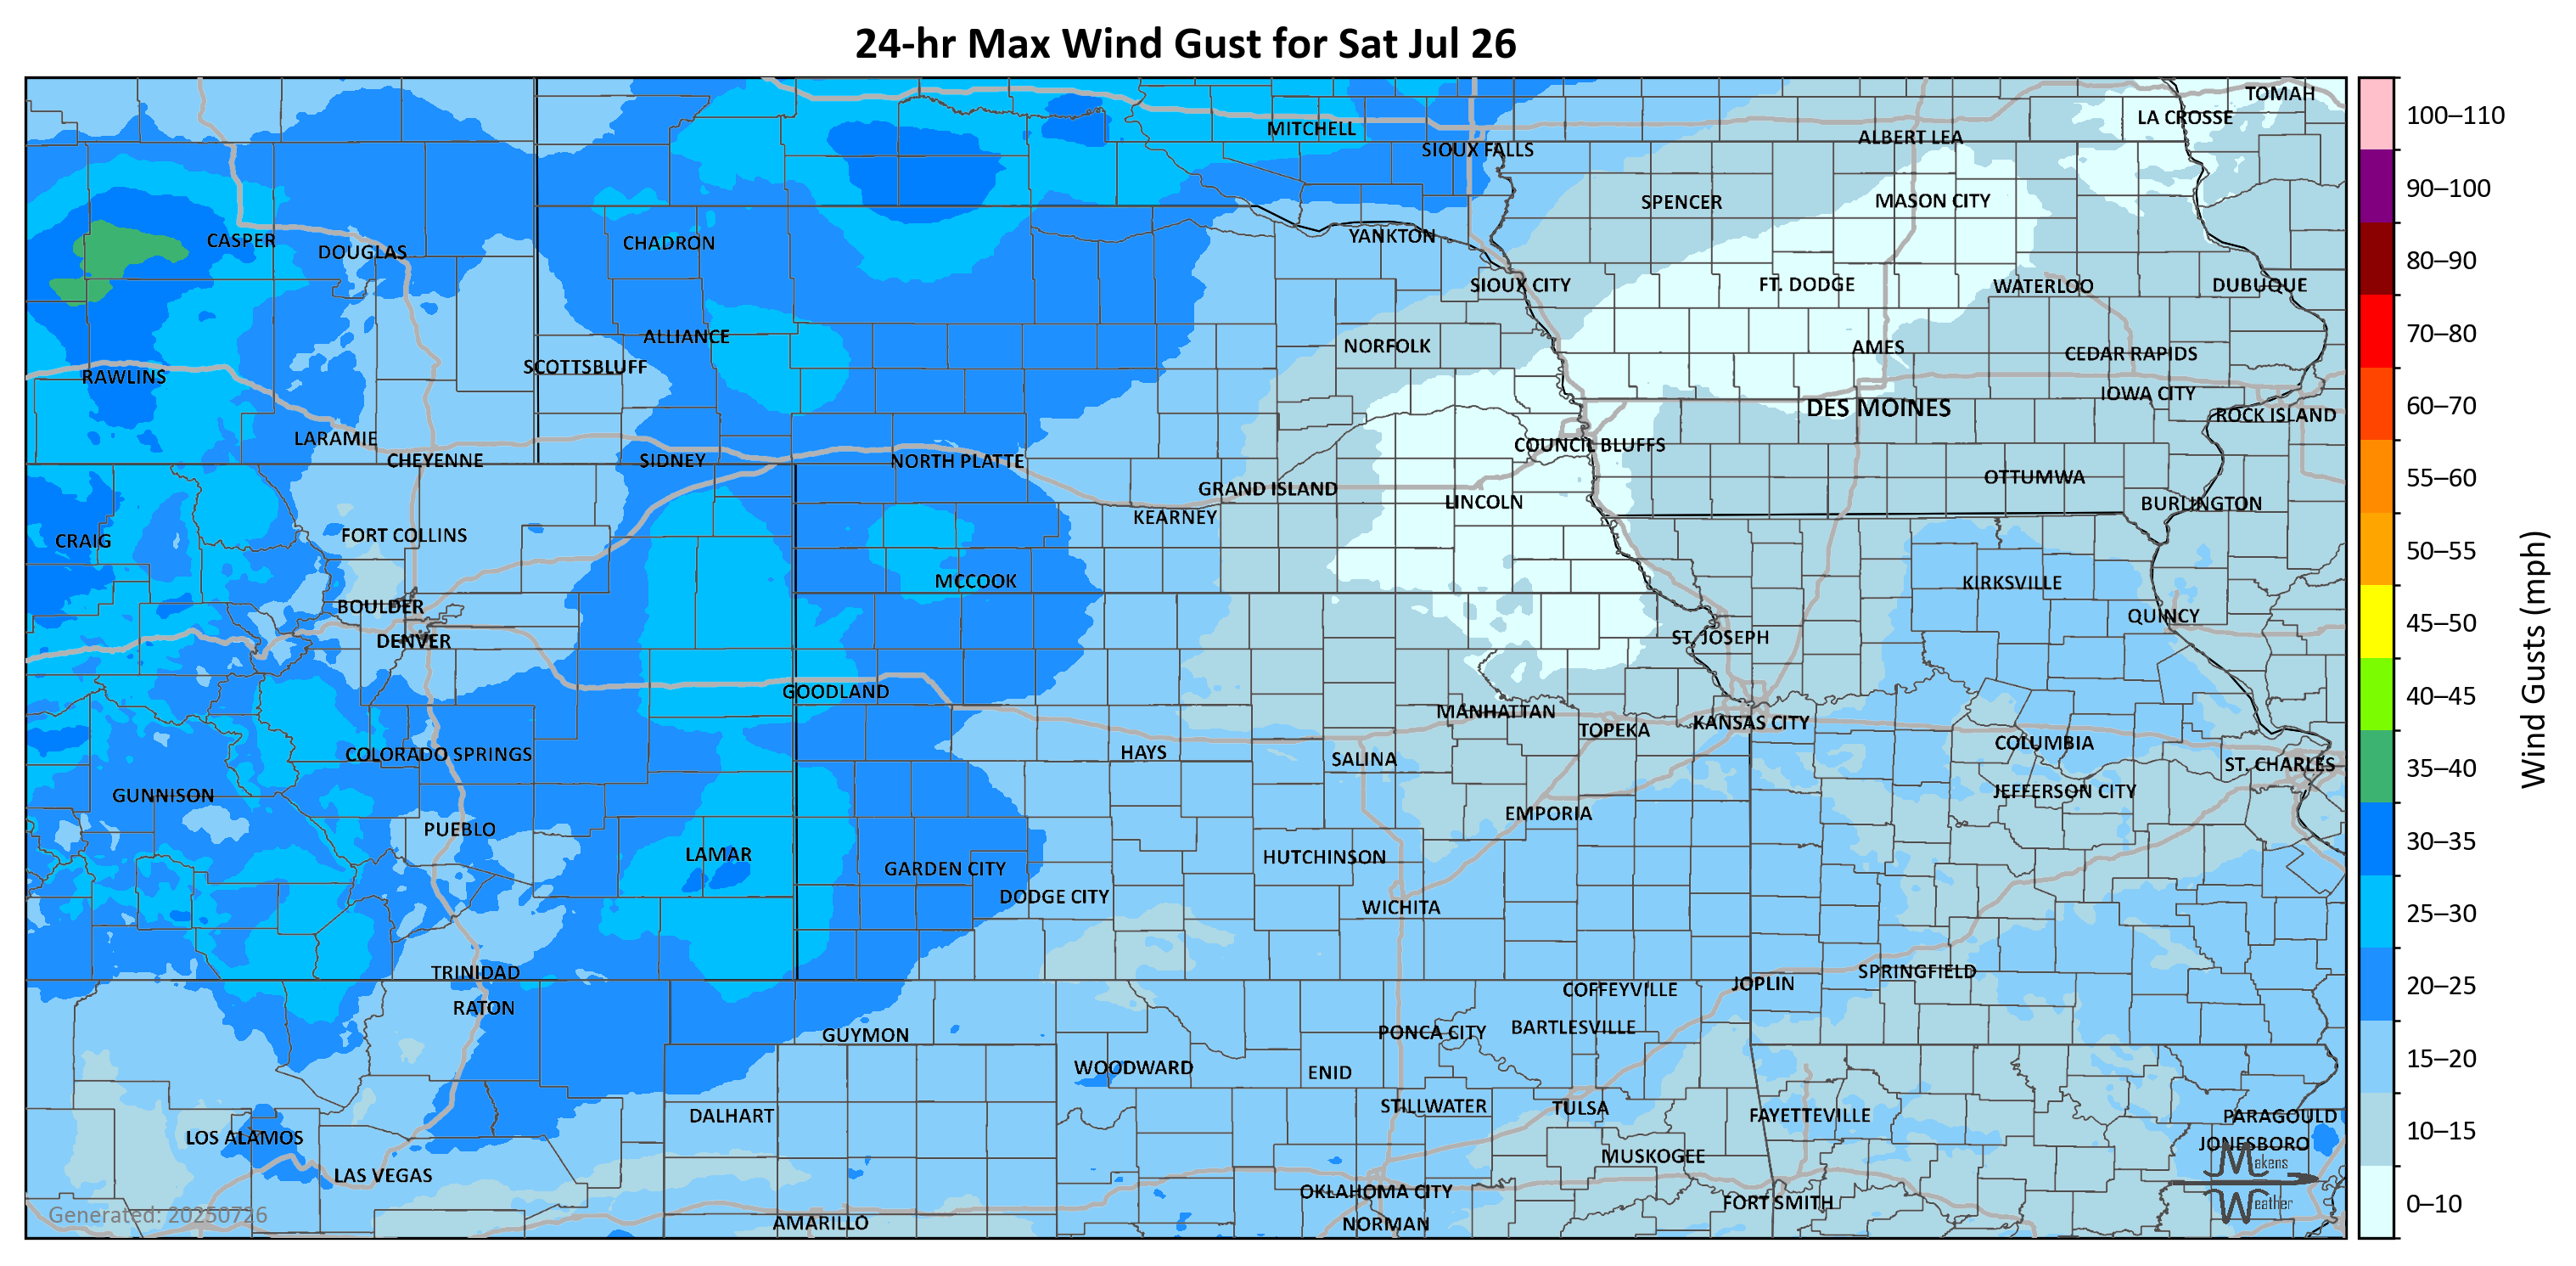 24-hr Max Wind Gust for Sat Jul 26
TOMAH
LA CROSSE
MITCHELL
ALBERT LEA
SIOUX FALLS
SPENCER
MASON CITY
CASPER
DOUGLAS
CHADRON
YANKTON
SIOUX CITY
FT. DODGE
WATERLOO
DUBUQUE
ALLIANCE
NORFOLK
AMES
CEDAR RAPIDS
SCOTTSBLUFF
RAWLINS
IOWA CITY
DES MOINES
ROCK ISLAND
LARAMIE
COUNCIL BLUFFS
CHEYENNE
SIDNEY
NORTH PLATTE
OTTUMWA
GRAND ISLAND
LINCOLN
BURLINGTON
KEARNEY
CRAIG
FORT COLLINS
MCCOOK
KIRKSVILLE
BOULDER
QUINCY
DENVER
ST. JOSEPH
GOODLAND
MANHATTAN
TOPEKA
KANSAS CITY
COLUMBIA
COLORADO SPRINGS
HAYS
SALINA
ST. CHARLES
GUNNISON
JEFFERSON CITY
EMPORIA
PUEBLO
LAMAR
GARDEN CITY
HUTCHINSON
DODGE CITY
WICHITA
TRINIDAD
SPRINGFIELD
JOPLIN
COFFEYVILLE
RATON
GUYMON
PONCA CITY
BARTLESVILLE
WOODWARD
ENID
DALHART
STILLWATER
TULSA
FAYETTEVILLE
PARAGOULD
LOS ALAMOS
JONESBORO
MUSKOGEE
LAS VEGAS
OKLAHOMA CITY
FORT SMITH
AMARILLO
NORMAN
Generated: 20250726
Makens
Weather
100–110
90–100
80–90
70–80
60–70
55–60
50–55
45–50
40–45
35–40
30–35
25–30
20–25
15–20
10–15
0–10
Wind Gusts (mph)